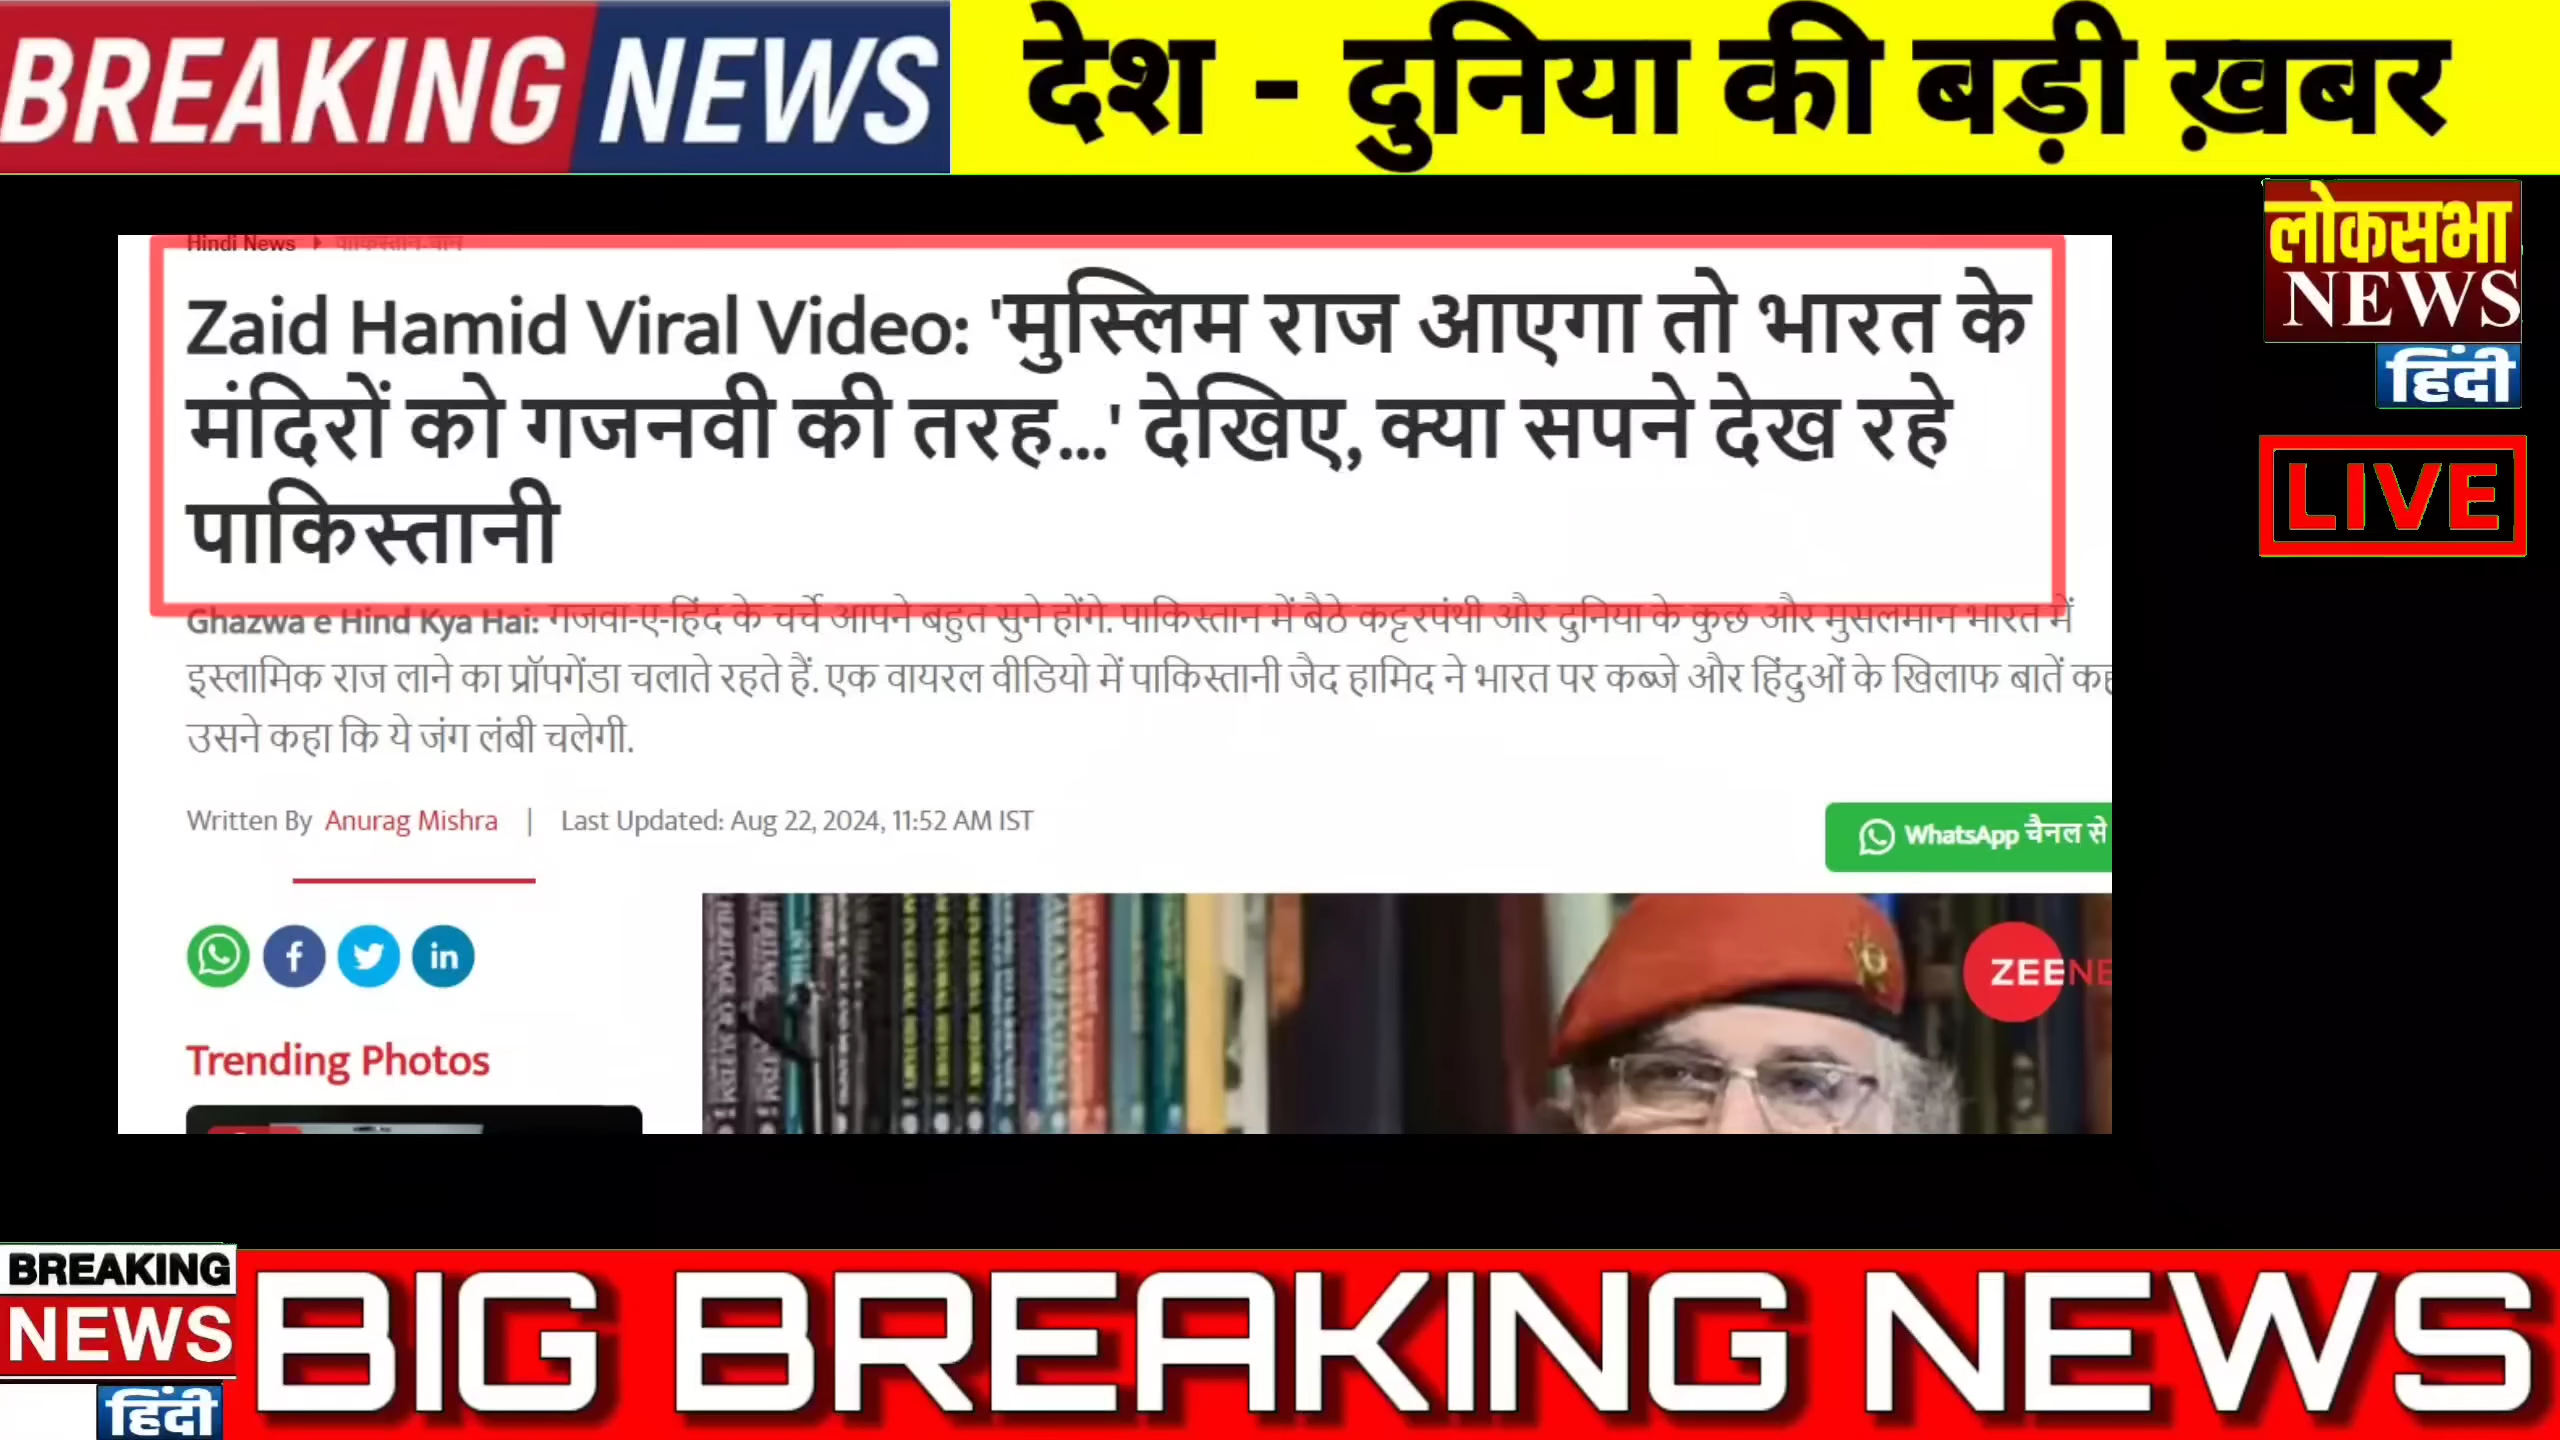 BREAKING NEWS
देश - दुनिया की बड़ी ख़बर
लोकसभा
NEWS
हिंदी
LIVE
Hindi News
Zaid Hamid Viral Video: 'मुस्लिम राज आएगा तो भारत के
मंदिरों को गजनवी की तरह...' देखिए, क्या सपने देख रहे
पाकिस्तानी
Ghazwa e Hind Kya Hai: गजवा-ए-हिंद के चर्चे आपने बहुत सुने होंगे. पाकिस्तान में बैठे कट्टरपंथी और दुनिया के कुछ और मुसलमान भारत में
इस्लामिक राज लाने का प्रॉपगेंडा चलाते रहते हैं. एक वायरल वीडियो में पाकिस्तानी जैद हामिद ने भारत पर कब्जे और हिंदुओं के खिलाफ बातें
उसने कहा कि ये जंग लंबी चलेगी.
Written By Anurag Mishra | Last Updated: Aug 22, 2024, 11:52 AM IST
WhatsApp चैनल से
ZEE NE
Trending Photos
BREAKING
NEWS
हिंदी
BIG BREAKING NEWS